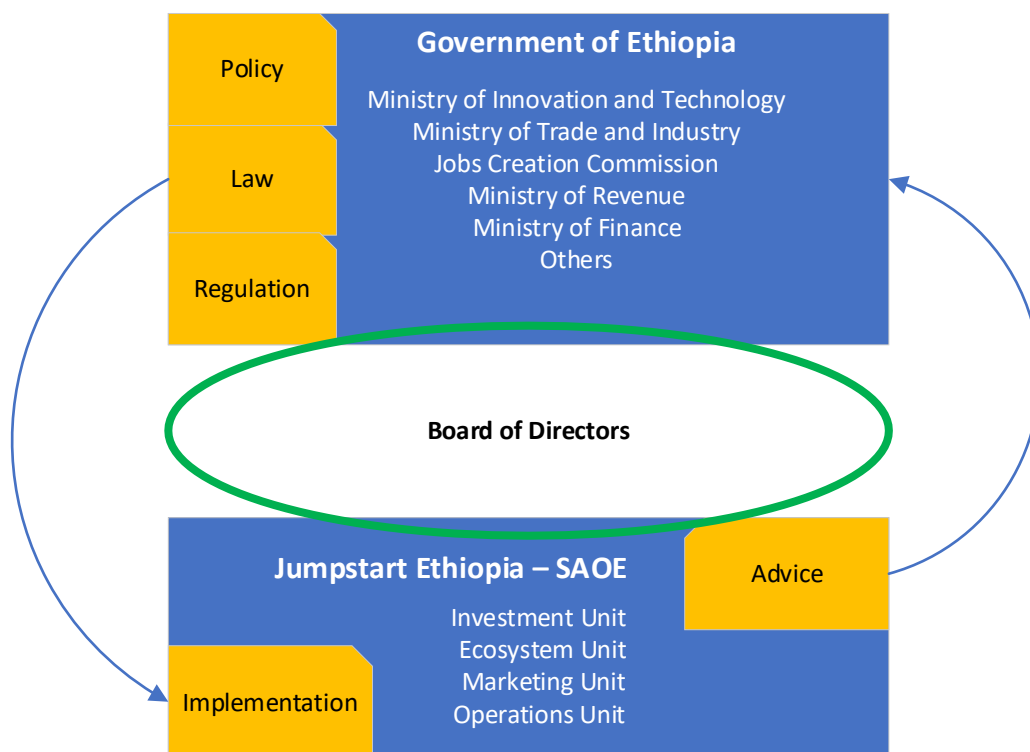 Government of Ethiopia
Policy
Law
Regulation
Ministry of Innovation and Technology
Ministry of Trade and Industry
Jobs Creation Commission
Ministry of Revenue
Ministry of Finance
Others
Board of Directors
Jumpstart Ethiopia – SAOE
Advice
Investment Unit
Ecosystem Unit
Marketing Unit
Operations Unit
Implementation